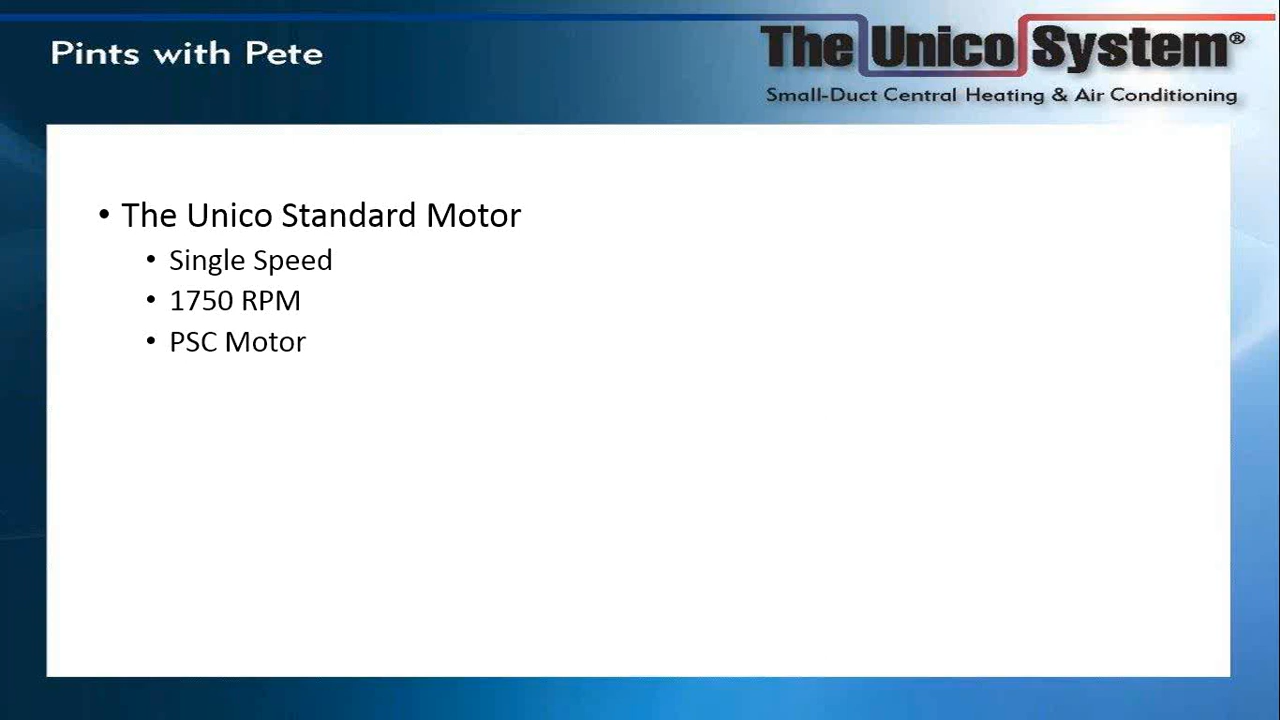 Pints with Pete
The Unico System®
Small-Duct Central Heating & Air Conditioning
• The Unico Standard Motor
• Single Speed
• 1750 RPM
• PSC Motor